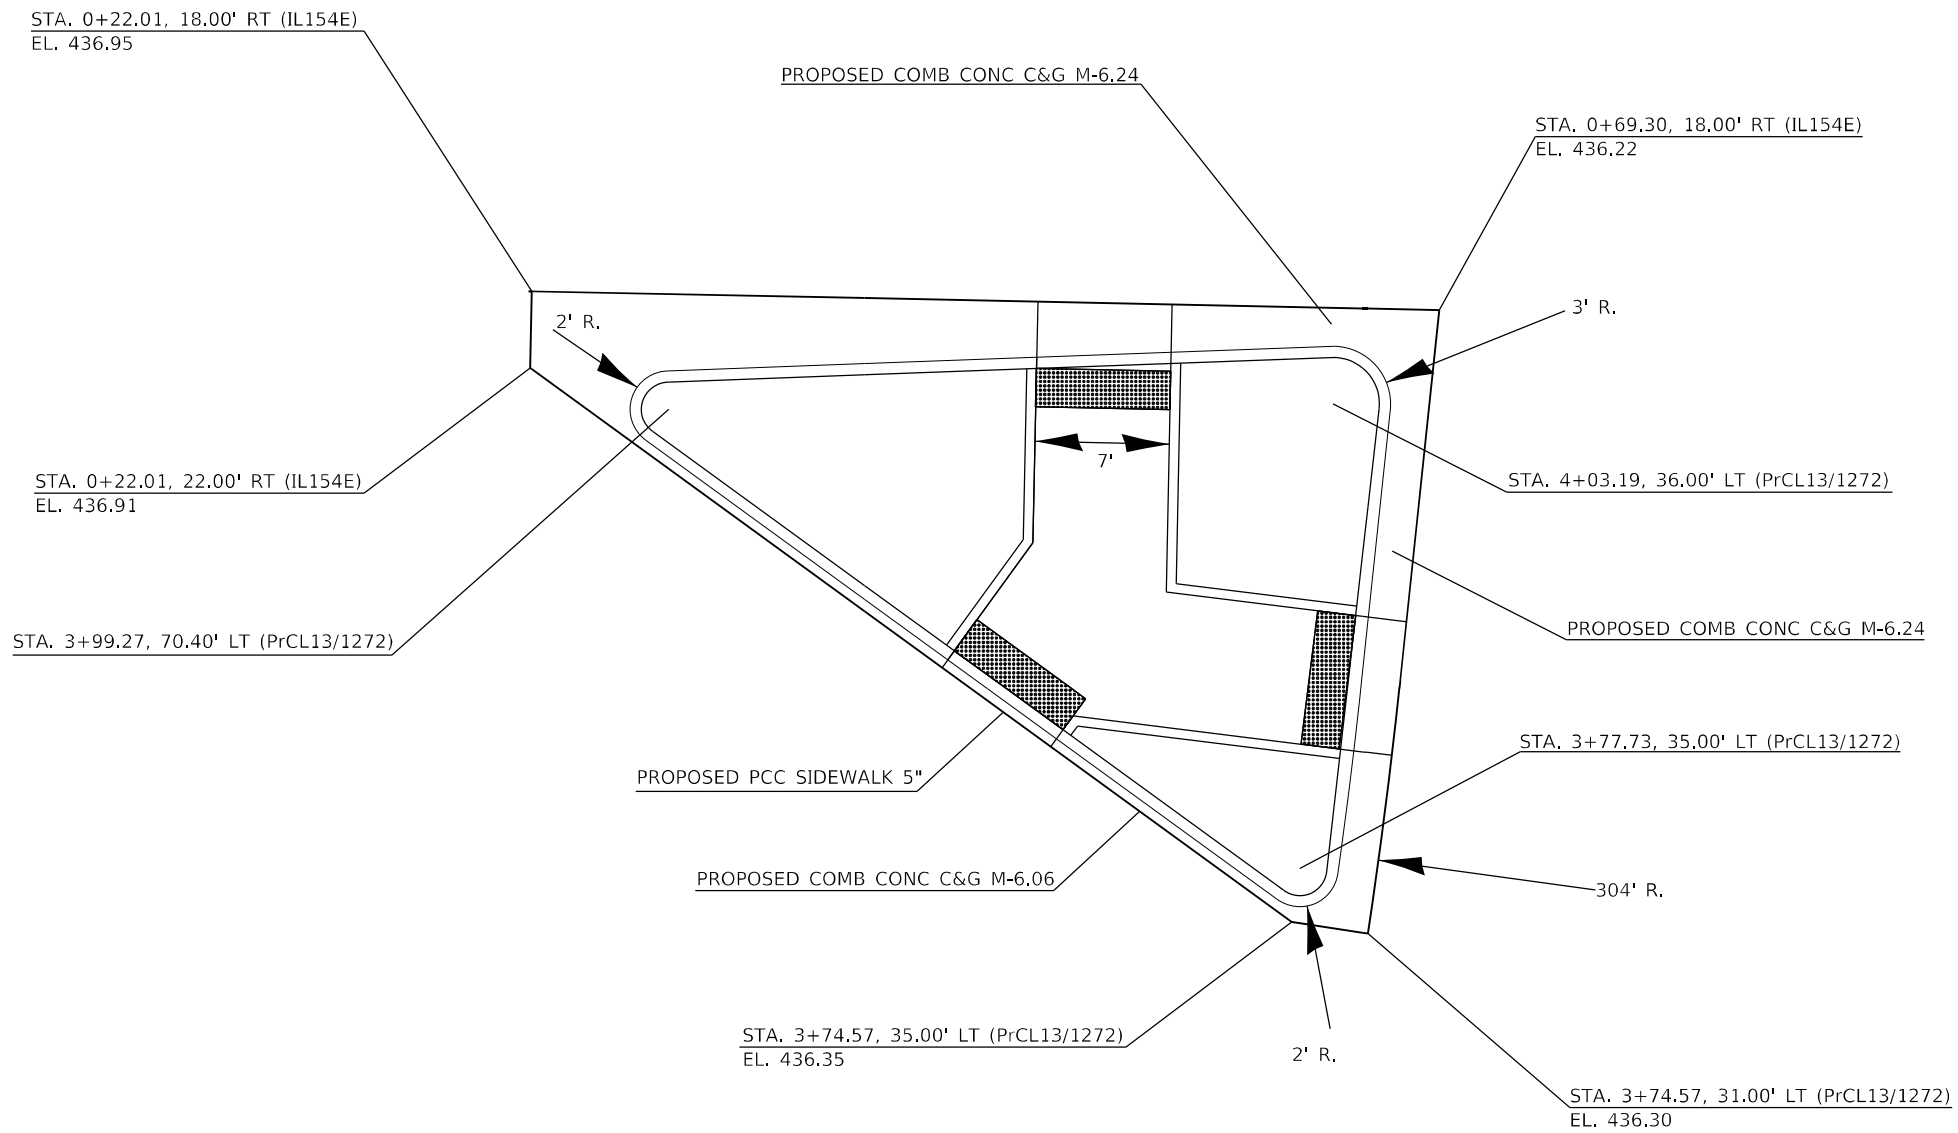 STA. 0+22.01, 18.00' RT (IL154E)
EL. 436.95
PROPOSED COMB CONC C&G M-6.24
STA. 0+69.30, 18.00' RT (IL154E)
EL. 436.22
2' R.
3' R.
7'
STA. 0+22.01, 22.00' RT (IL154E)
EL. 436.91
STA. 4+03.19, 36.00' LT (PrCL13/1272)
STA. 3+99.27, 70.40' LT (PrCL13/1272)
PROPOSED COMB CONC C&G M-6.24
STA. 3+77.73, 35.00' LT (PrCL13/1272)
PROPOSED PCC SIDEWALK 5"
PROPOSED COMB CONC C&G M-6.06
304' R.
STA. 3+74.57, 35.00' LT (PrCL13/1272)
EL. 436.35
2' R.
STA. 3+74.57, 31.00' LT (PrCL13/1272)
EL. 436.30